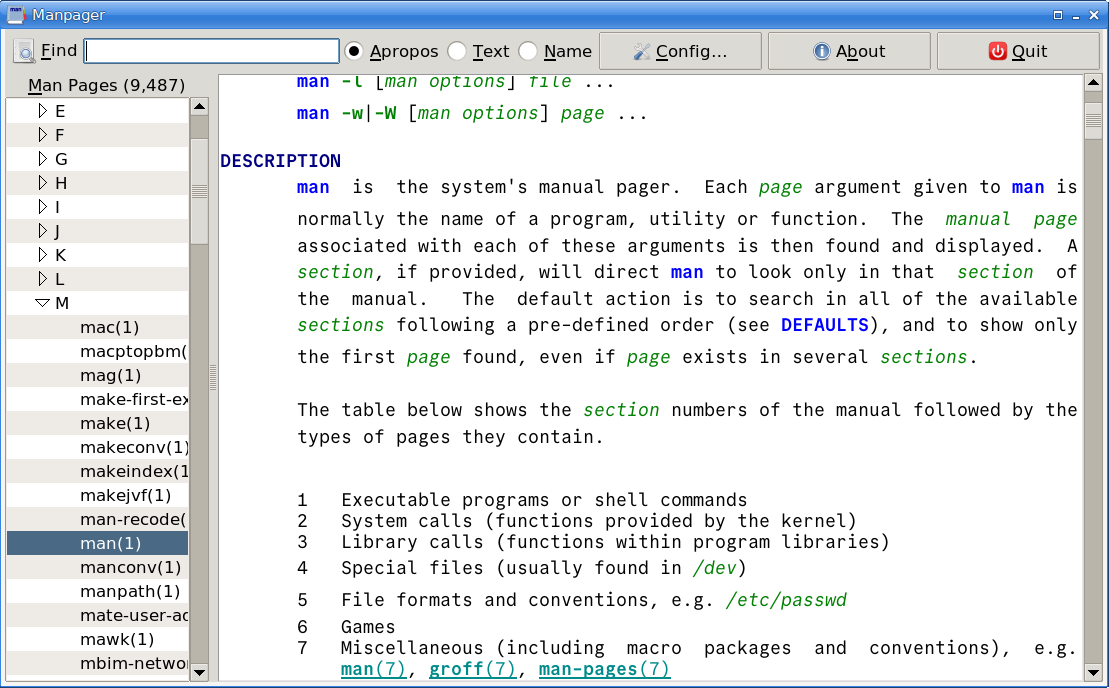 Manpager
Find Apropos Text Name Config... About Quit
Man Pages (9,487)
E
F
G
H
I
J
K
L
M
mac(1)
macptopbm(
mag(1)
make-first-ex
make(1)
makeconv(1)
makeindex(1
makejvf(1)
man-recode(
man(1)
manconv(1)
manpath(1)
mate-user-ad
mawk(1)
mbim-networ
man -l [man options] file ...
man -w|-W [man options] page ...
DESCRIPTION
man is the system's manual pager. Each page argument given to man is
normally the name of a program, utility or function. The manual page
associated with each of these arguments is then found and displayed. A
section, if provided, will direct man to look only in that section of
the manual. The default action is to search in all of the available
sections following a pre-defined order (see DEFAULTS), and to show only
the first page found, even if page exists in several sections.
The table below shows the section numbers of the manual followed by the
types of pages they contain.
1 Executable programs or shell commands
2 System calls (functions provided by the kernel)
3 Library calls (functions within program libraries)
4 Special files (usually found in /dev)
5 File formats and conventions, e.g. /etc/passwd
6 Games
7 Miscellaneous (including macro packages and conventions), e.g.
man(7), groff(7), man-pages(7)